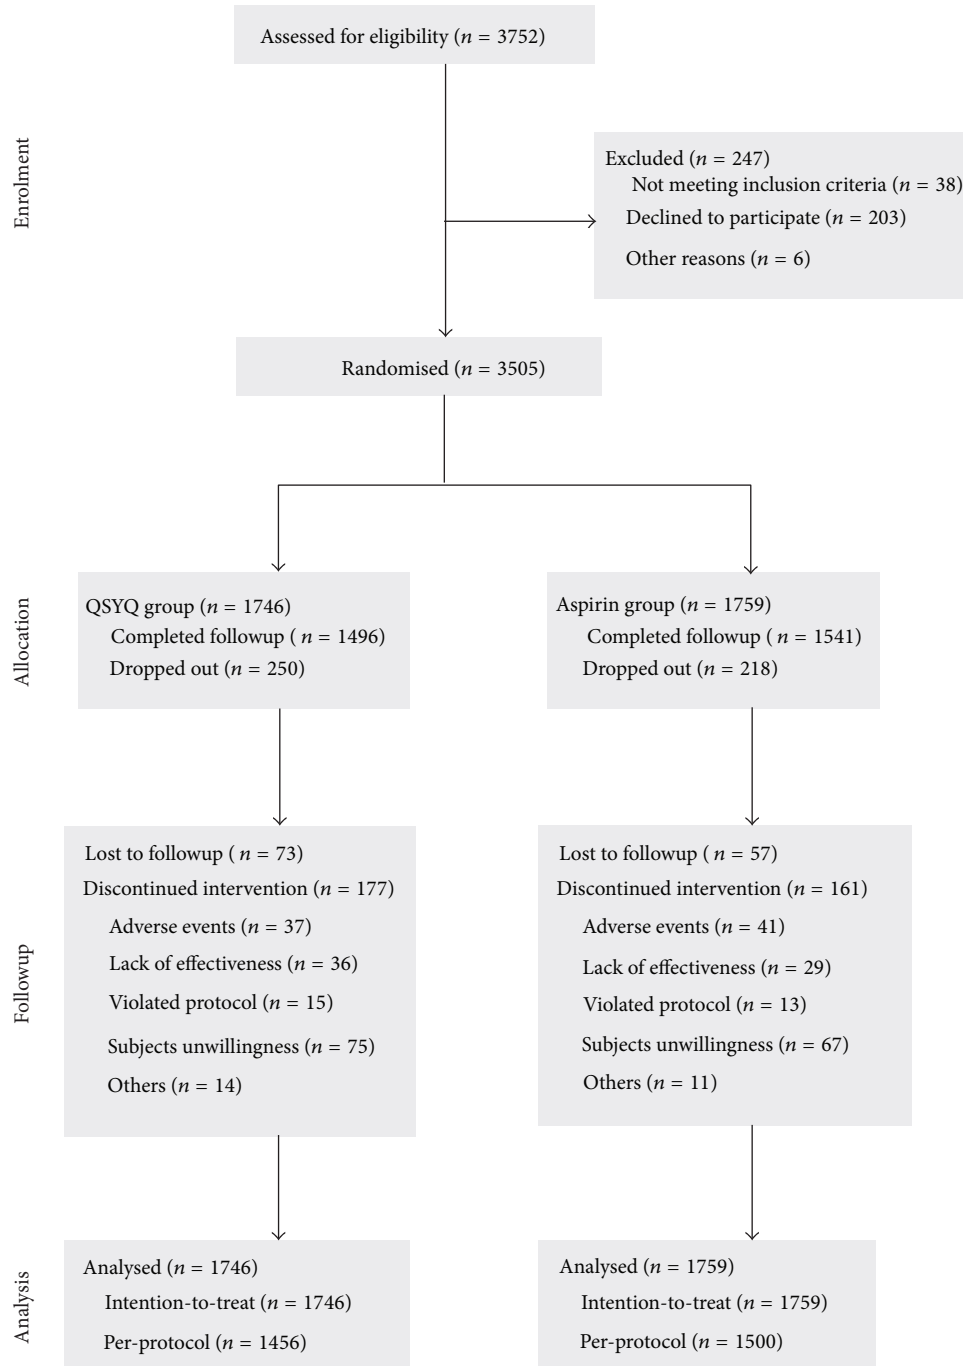 Assessed for eligibility (n = 3752)
Enrolment
Excluded (n = 247)
Not meeting inclusion criteria (n = 38)
Declined to participate (n = 203)
Other reasons (n = 6)
Randomised (n = 3505)
Allocation
QSYQ group (n = 1746)
Completed followup ( n = 1496)
Dropped out (n = 250)
Aspirin group (n = 1759)
Completed followup ( n = 1541)
Dropped out (n = 218)
Followup
Lost to followup ( n = 73)
Discontinued intervention (n = 177)
Adverse events (n = 37)
Lack of effectiveness (n = 36)
Violated protocol (n = 15)
Subjects unwillingness (n = 75)
Others (n = 14)
Lost to followup ( n = 57)
Discontinued intervention (n = 161)
Adverse events (n = 41)
Lack of effectiveness (n = 29)
Violated protocol (n = 13)
Subjects unwillingness (n = 67)
Others (n = 11)
Analysis
Analysed (n = 1746)
Intention-to-treat (n = 1746)
Per-protocol (n = 1456)
Analysed (n = 1759)
Intention-to-treat (n = 1759)
Per-protocol (n = 1500)